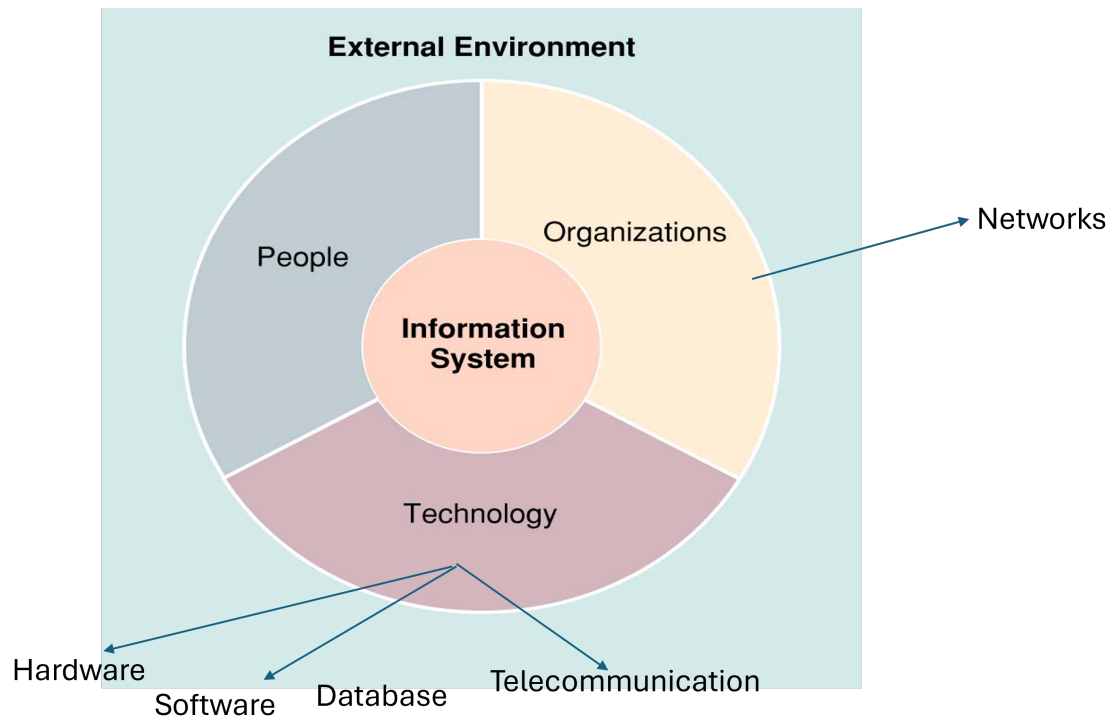 External Environment
Networks
Organizations
People
Information
System
Technology
Hardware
Telecommunication
Database
Software